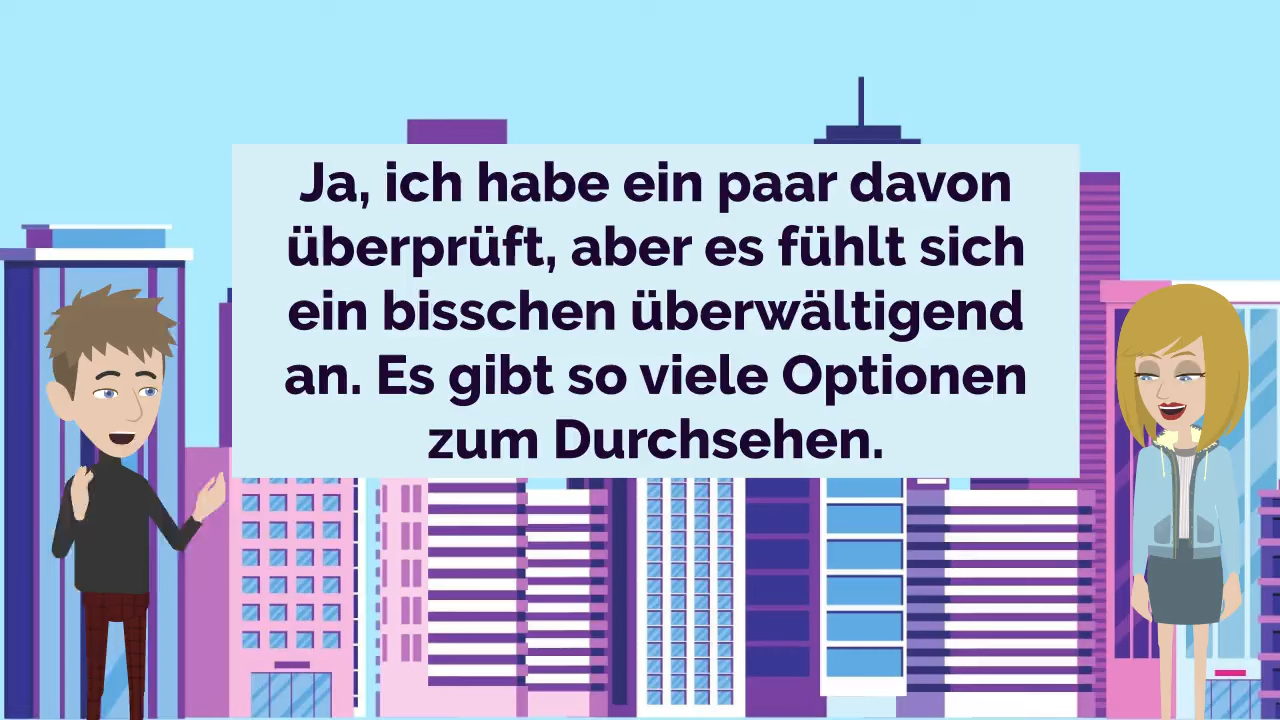 Ja, ich habe ein paar davon
überprüft, aber es fühlt sich
ein bisschen überwältigend
an. Es gibt so viele Optionen
zum Durchsehen.